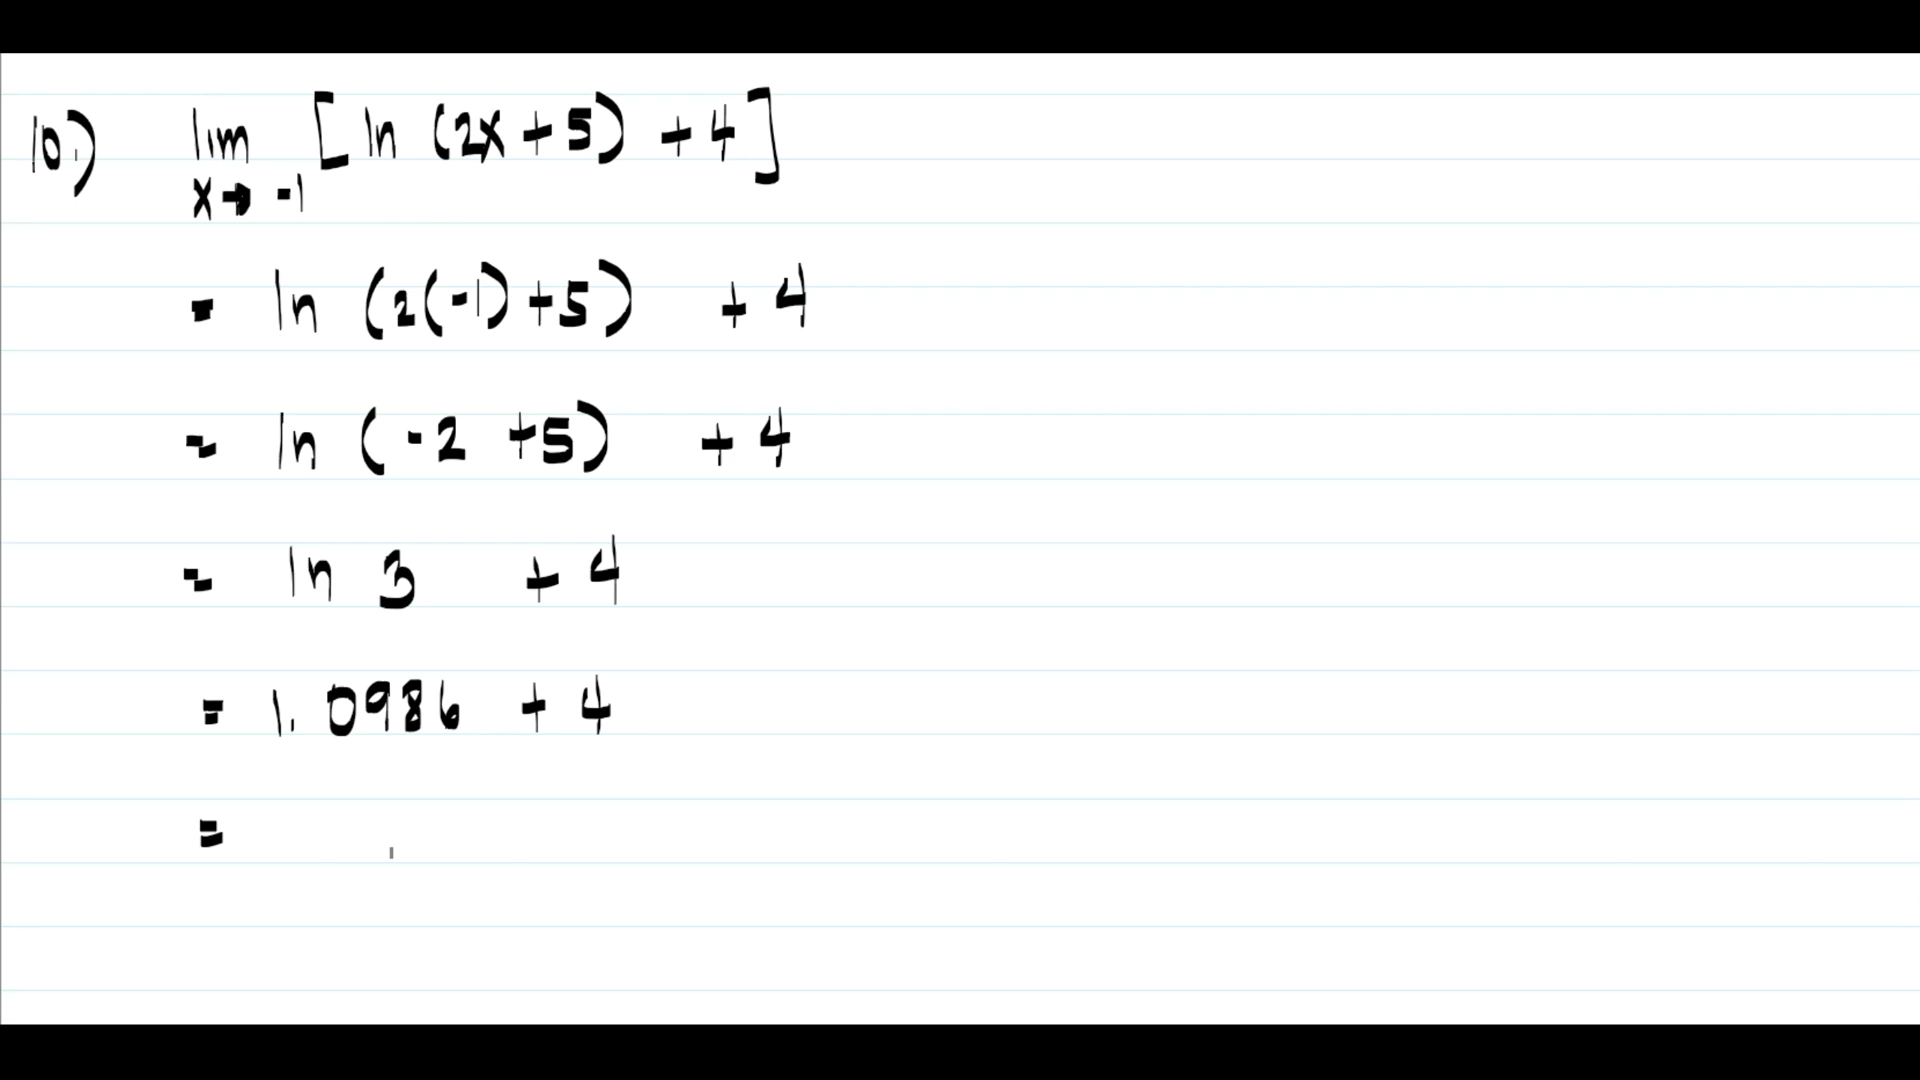 10.) lim [ln (2x + 5) + 4]
x → -1
= ln (2(-1) + 5) + 4
= ln (-2 + 5) + 4
= ln 3 + 4
= 1.0986 + 4
=